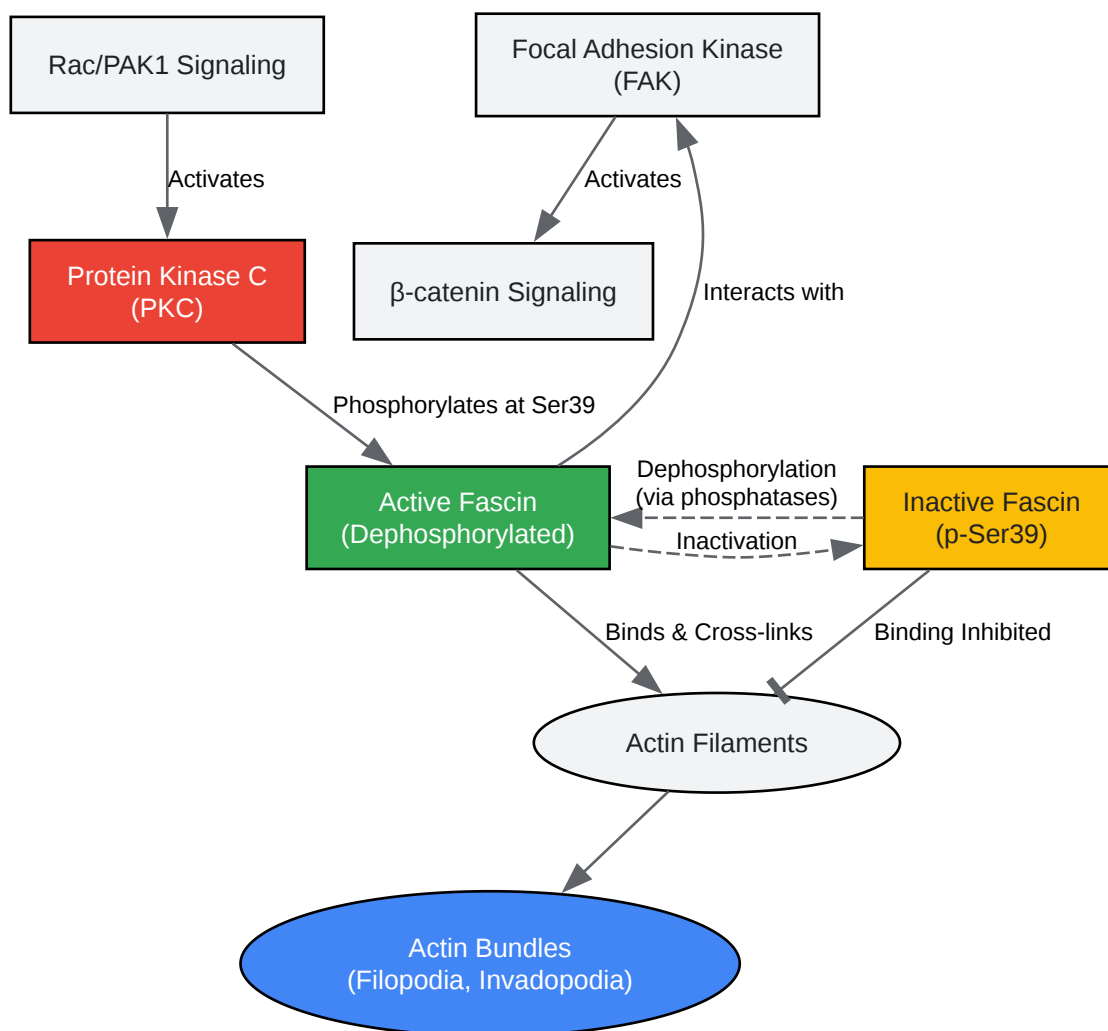 Rac/PAK1 Signaling
Focal Adhesion Kinase
(FAK)
Activates
Activates
Protein Kinase C
(PKC)
β-catenin Signaling
Interacts with
Phosphorylates at Ser39
Active Fascin
(Dephosphorylated)
Dephosphorylation
(via phosphatases)
Inactivation
Inactive Fascin
(p-Ser39)
Binds & Cross-links
Binding Inhibited
Actin Filaments
Actin Bundles
(Filopodia, Invadopodia)